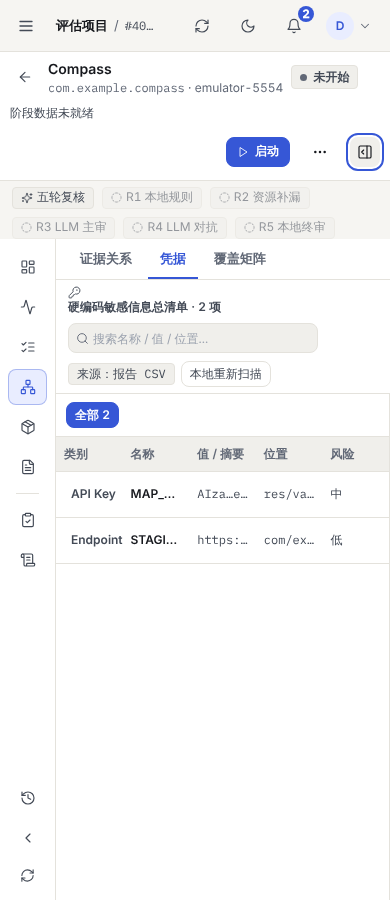 评估项目 / #40…
2
D
Compass
com.example.compass · emulator-5554
未开始
阶段数据未就绪
启动
五轮复核
R1 本地规则
R2 资源补漏
R3 LLM 主审
R4 LLM 对抗
R5 本地终审
证据关系
凭据
覆盖矩阵
硬编码敏感信息总清单 · 2 项
搜索名称 / 值 / 位置…
来源：报告 CSV
本地重新扫描
全部 2
类别 名称 值 / 摘要 位置 风险
API Key MAP_… AIza…e… res/va… 中
Endpoint STAGI… https:… com/ex… 低